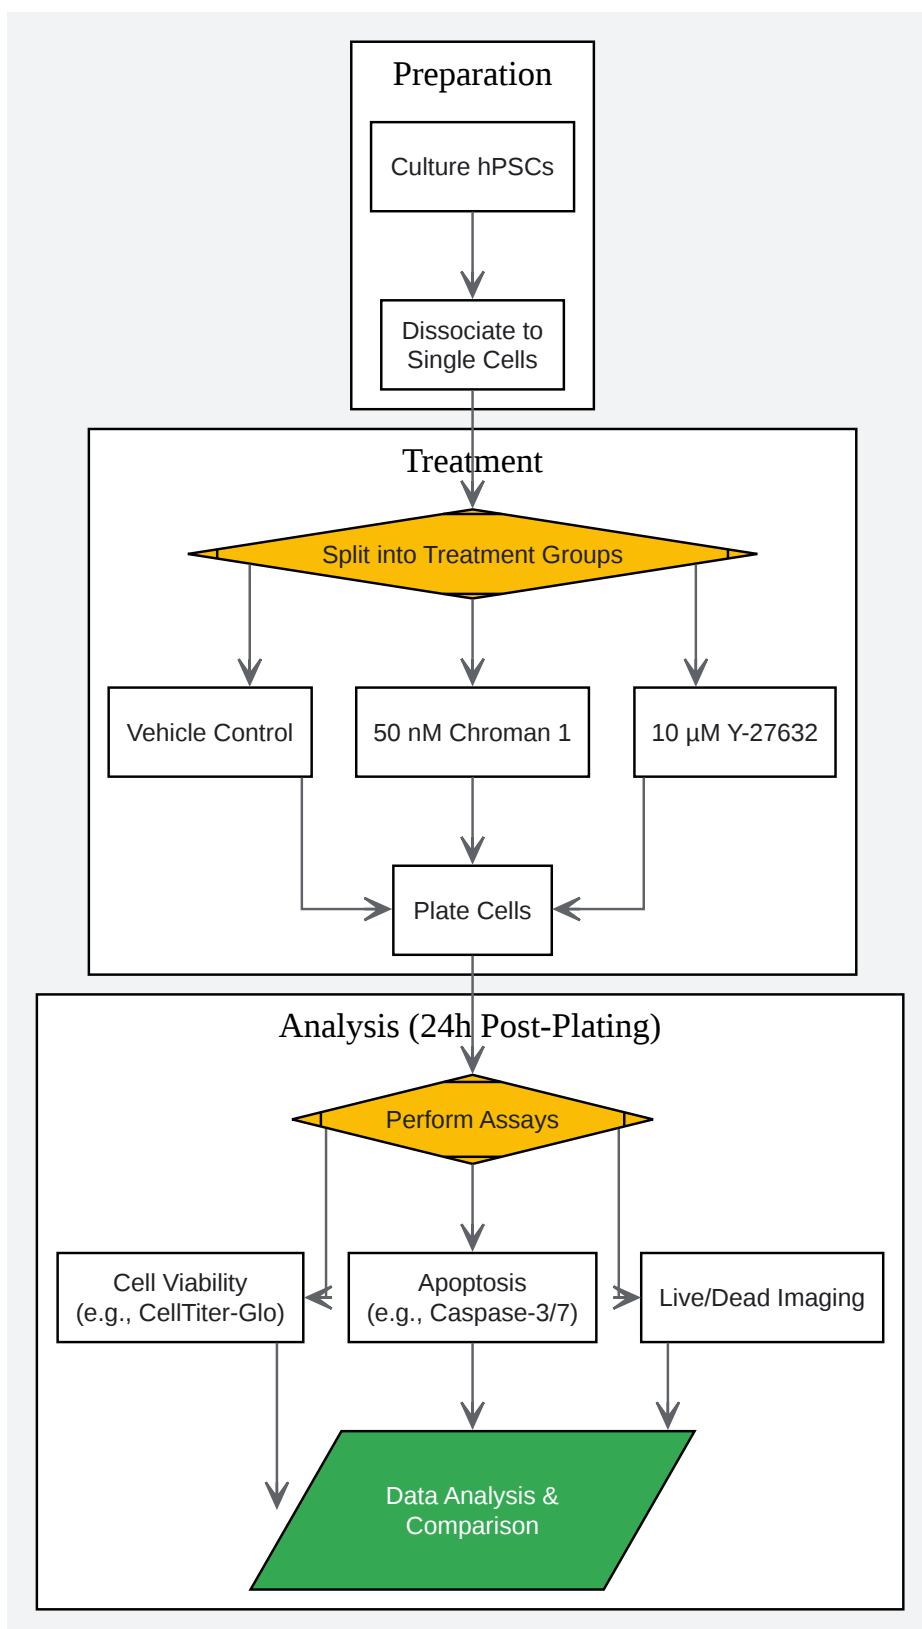 Preparation
Culture hPSCs
Dissociate to
Single Cells
Treatment
Split into Treatment Groups
Vehicle Control
50 nM Chroman 1
10 µM Y-27632
Plate Cells
Analysis (24h Post-Plating)
Perform Assays
Cell Viability
(e.g., CellTiter-Glo)
Apoptosis
(e.g., Caspase-3/7)
Live/Dead Imaging
Data Analysis &
Comparison